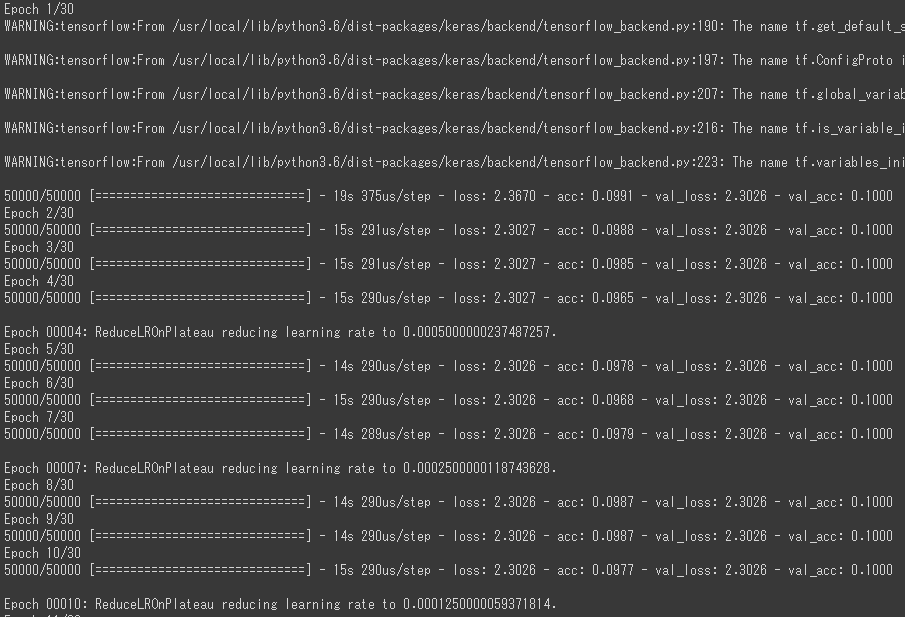 Epoch 1/30
WARNING:tensorflow:From /usr/local/lib/python3.6/dist-packages/keras/backend/tensorflow_backend.py:190: The name tf.get_default_s
WARNING:tensorflow:From /usr/local/lib/python3.6/dist-packages/keras/backend/tensorflow_backend.py:197: The name tf.ConfigProto i
WARNING:tensorflow:From /usr/local/lib/python3.6/dist-packages/keras/backend/tensorflow_backend.py:207: The name tf.global_variab
WARNING:tensorflow:From /usr/local/lib/python3.6/dist-packages/keras/backend/tensorflow_backend.py:216: The name tf.is_variable_i
WARNING:tensorflow:From /usr/local/lib/python3.6/dist-packages/keras/backend/tensorflow_backend.py:223: The name tf.variables_ini
50000/50000 [==============================] - 19s 375us/step - loss: 2.3670 - acc: 0.0991 - val_loss: 2.3026 - val_acc: 0.1000
Epoch 2/30
50000/50000 [==============================] - 15s 291us/step - loss: 2.3027 - acc: 0.0988 - val_loss: 2.3026 - val_acc: 0.1000
Epoch 3/30
50000/50000 [==============================] - 15s 291us/step - loss: 2.3027 - acc: 0.0985 - val_loss: 2.3026 - val_acc: 0.1000
Epoch 4/30
50000/50000 [==============================] - 15s 290us/step - loss: 2.3027 - acc: 0.0965 - val_loss: 2.3026 - val_acc: 0.1000
Epoch 00004: ReduceLROnPlateau reducing learning rate to 0.0005000000237487257.
Epoch 5/30
50000/50000 [==============================] - 14s 290us/step - loss: 2.3026 - acc: 0.0978 - val_loss: 2.3026 - val_acc: 0.1000
Epoch 6/30
50000/50000 [==============================] - 15s 290us/step - loss: 2.3026 - acc: 0.0968 - val_loss: 2.3026 - val_acc: 0.1000
Epoch 7/30
50000/50000 [==============================] - 14s 289us/step - loss: 2.3026 - acc: 0.0979 - val_loss: 2.3026 - val_acc: 0.1000
Epoch 00007: ReduceLROnPlateau reducing learning rate to 0.0002500000118743628.
Epoch 8/30
50000/50000 [==============================] - 14s 290us/step - loss: 2.3026 - acc: 0.0987 - val_loss: 2.3026 - val_acc: 0.1000
Epoch 9/30
50000/50000 [==============================] - 14s 290us/step - loss: 2.3026 - acc: 0.0987 - val_loss: 2.3026 - val_acc: 0.1000
Epoch 10/30
50000/50000 [==============================] - 15s 290us/step - loss: 2.3026 - acc: 0.0977 - val_loss: 2.3026 - val_acc: 0.1000
Epoch 00010: ReduceLROnPlateau reducing learning rate to 0.0001250000059371814.